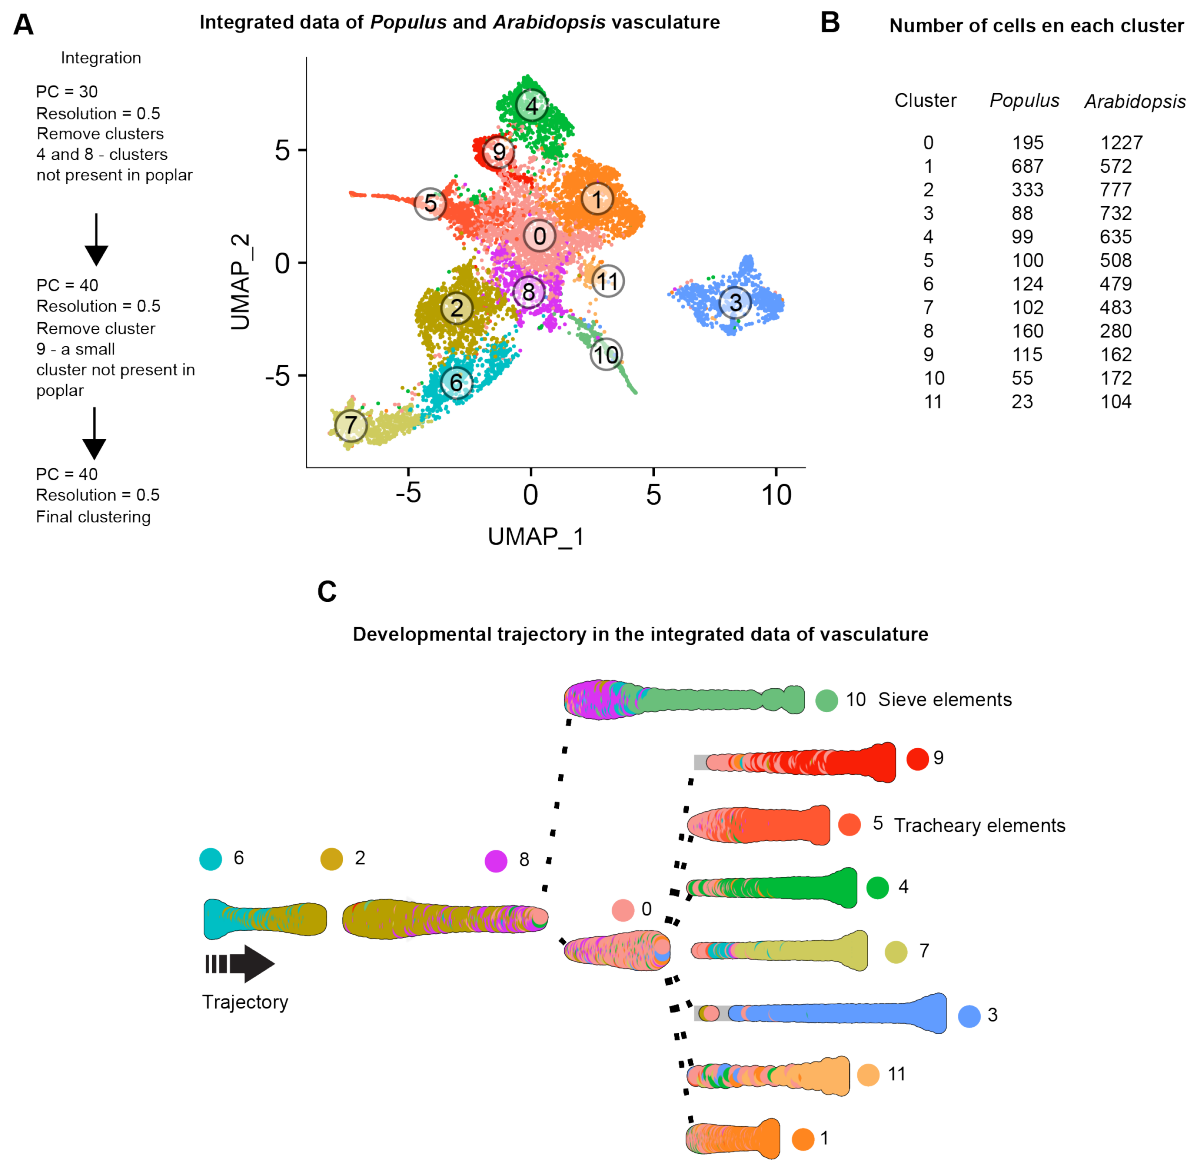 A
Integrated data of Populus and Arabidopsis vasculature
Integration
PC = 30
Resolution = 0.5
Remove clusters
4 and 8 - clusters
not present in poplar
PC = 40
Resolution = 0.5
Remove cluster
9 - a small
cluster not present in
poplar
PC = 40
Resolution = 0.5
Final clustering
UMAP_2
5
0
-5
4
9
1
5
0
11
8
3
2
10
6
7
-5 0 5 10
UMAP_1
B
Number of cells en each cluster
Cluster Populus Arabidopsis
0 195 1227
1 687 572
2 333 777
3 88 732
4 99 635
5 100 508
6 124 479
7 102 483
8 160 280
9 115 162
10 55 172
11 23 104
C
Developmental trajectory in the integrated data of vasculature
10 Sieve elements
9
5 Tracheary elements
6 2 8
4
0
7
Trajectory
3
11
1